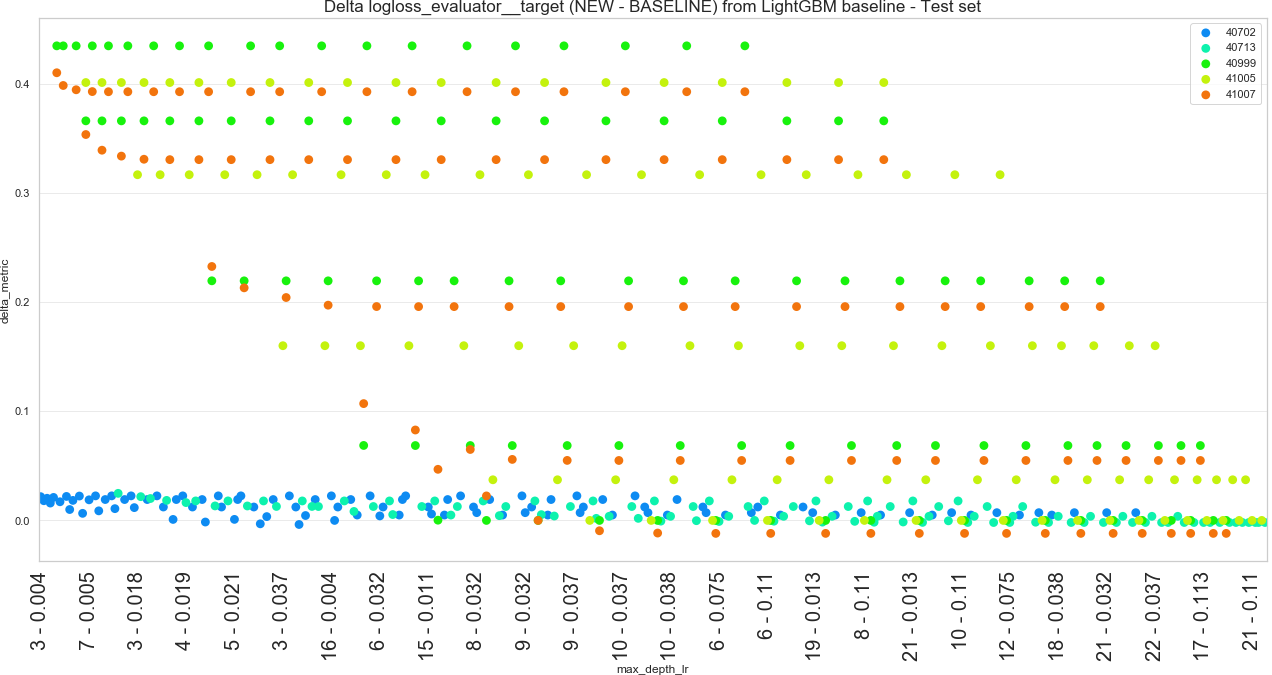 Delta logloss_evaluator__target (NEW - BASELINE) from LightGBM baseline - Test set
40702
40713
40999
41005
41007
delta_metric
0.4
0.3
0.2
0.1
0.0
3 - 0.004
7 - 0.005
3 - 0.018
4 - 0.019
5 - 0.021
3 - 0.037
16 - 0.004
6 - 0.032
15 - 0.011
8 - 0.032
9 - 0.032
9 - 0.037
10 - 0.037
10 - 0.038
6 - 0.075
6 - 0.11
19 - 0.013
8 - 0.11
21 - 0.013
10 - 0.11
12 - 0.075
18 - 0.038
21 - 0.032
22 - 0.037
17 - 0.113
21 - 0.11
max_depth_lr